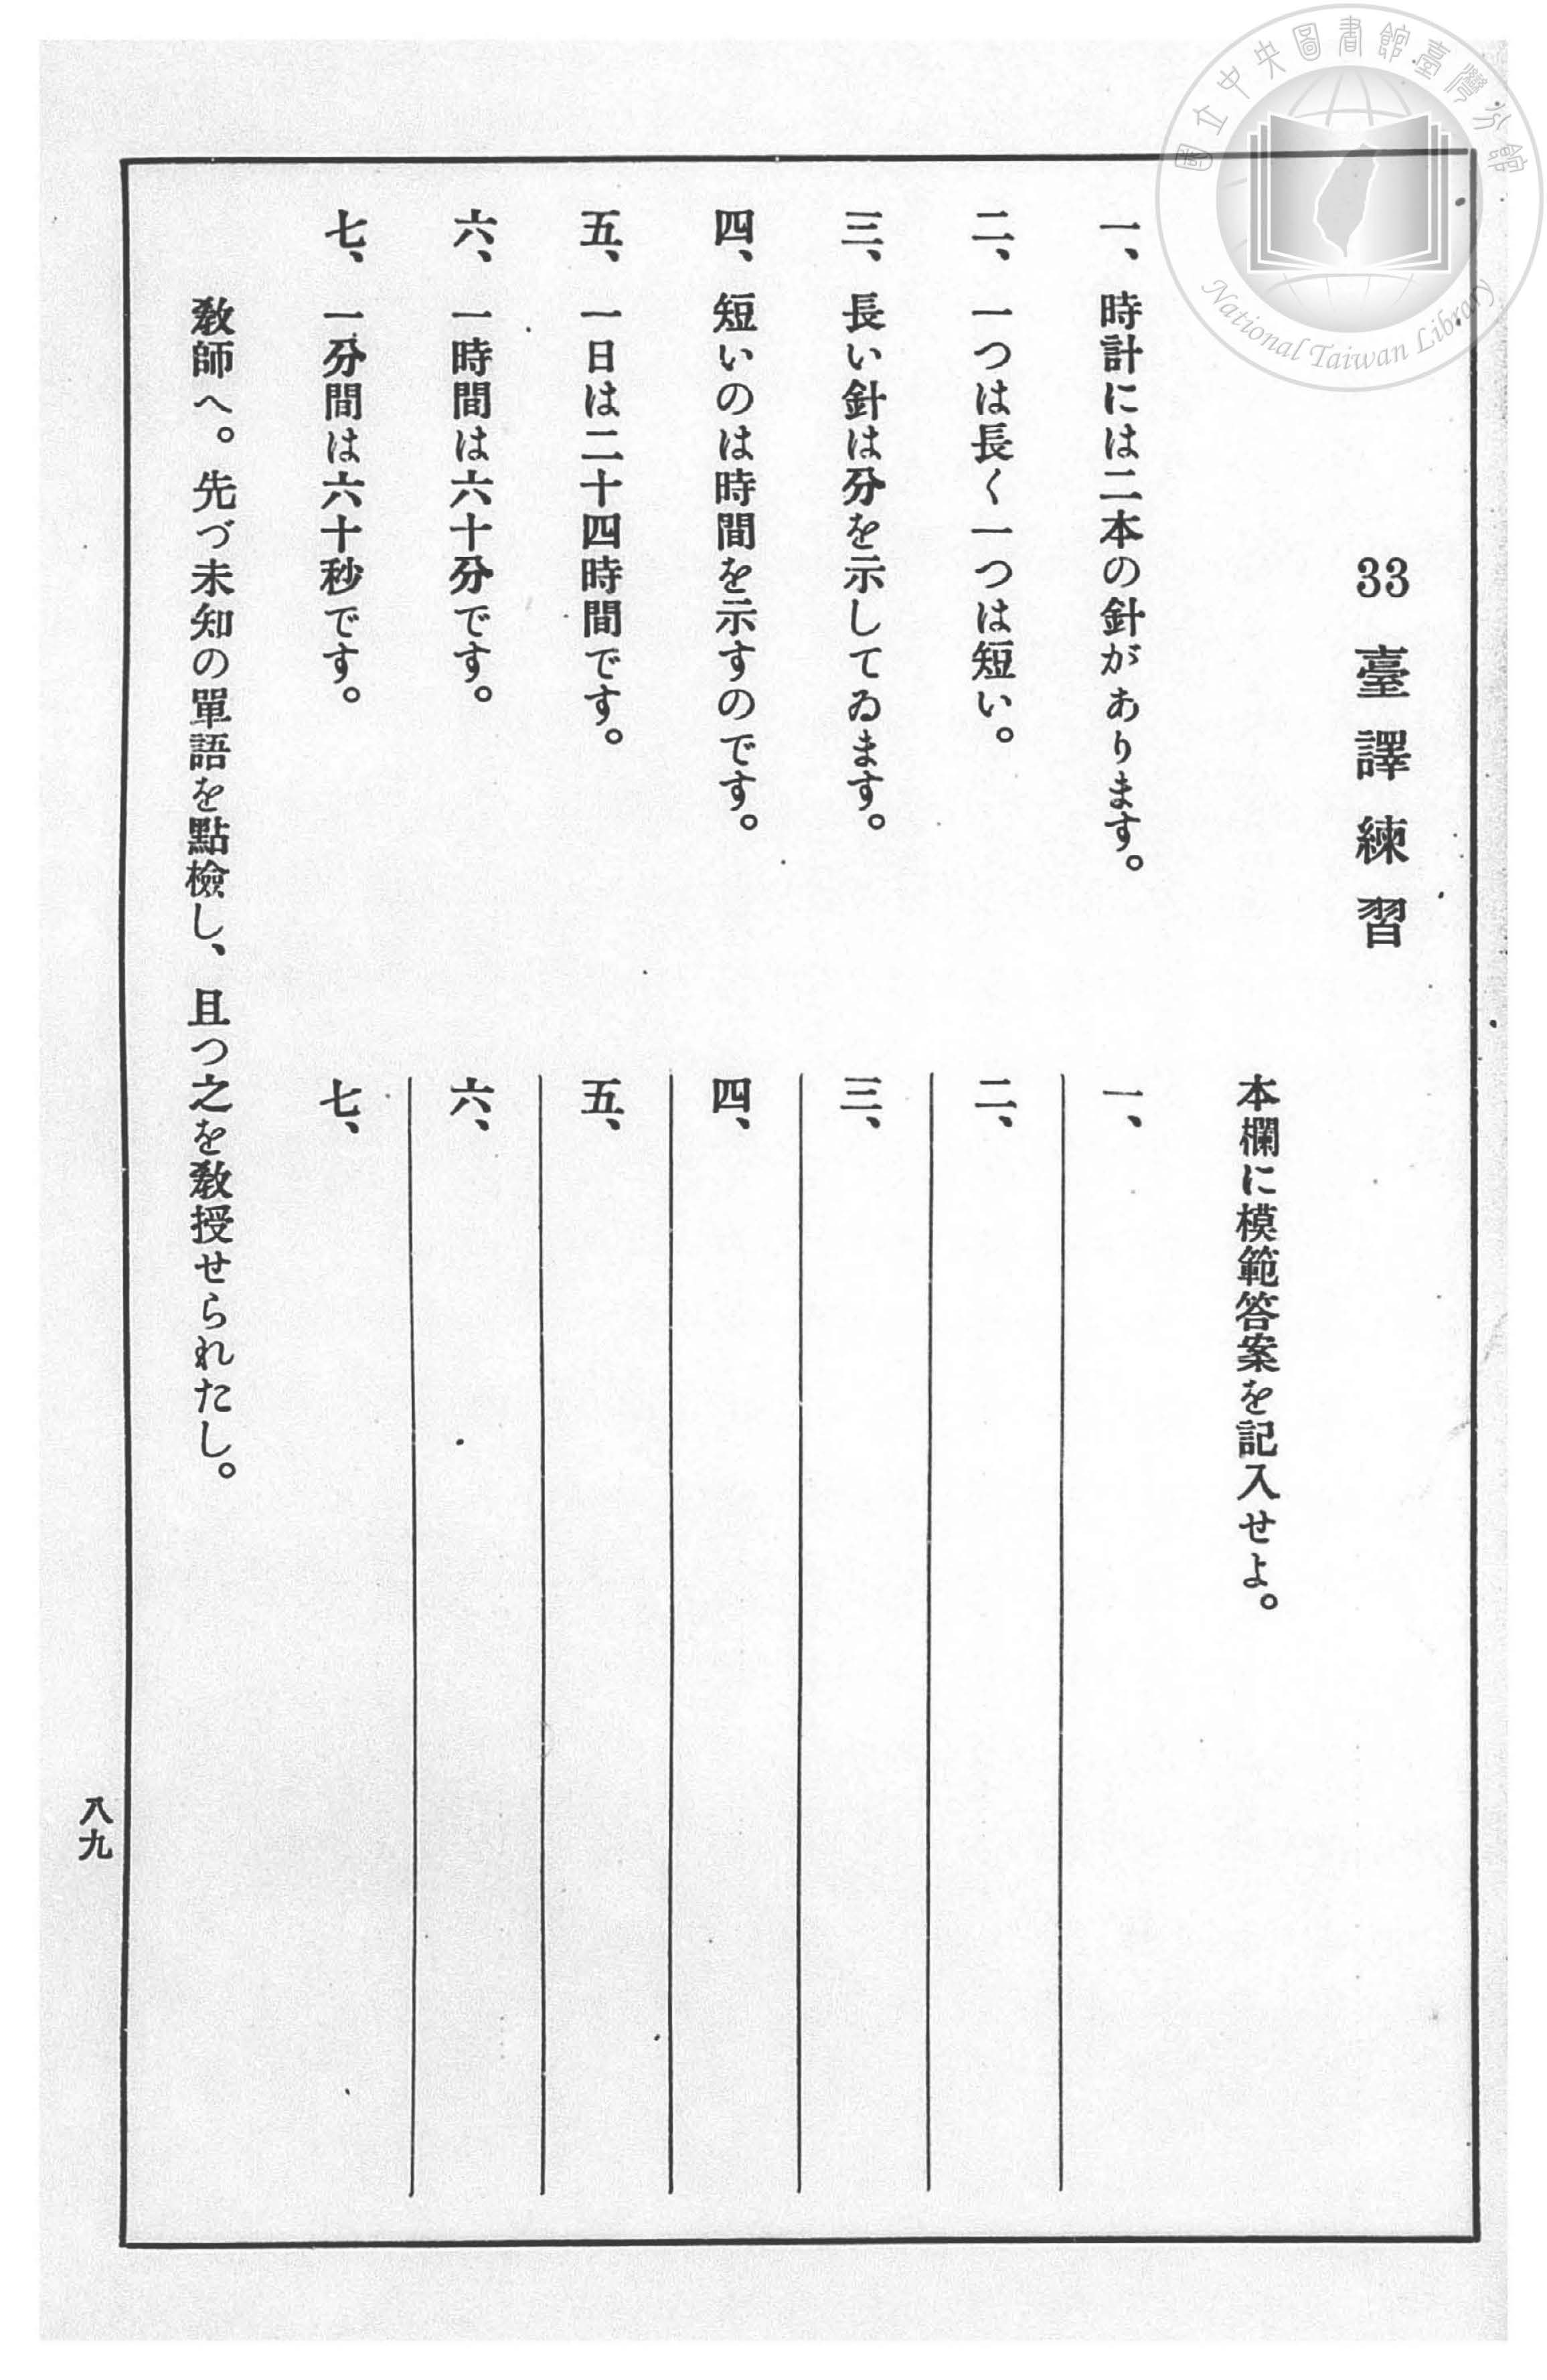 33 臺譯練習
本欄に模範答案を記入せよ。
一、時計には二本の針があります。
二、一つは長く一つは短い。
三、長い針は分を示してゐます。
四、短いのは時間を示すのです。
五、一日は二十四時間です。
六、一時間は六十分です。
七、一分間は六十秒です。
一、
二、
三、
四、
五、
六、
七、
敎師へ。先づ未知の單語を點檢し、且つ之を敎授せられたし。
八九
國立中央圖書館臺灣分館
National Taiwan Library